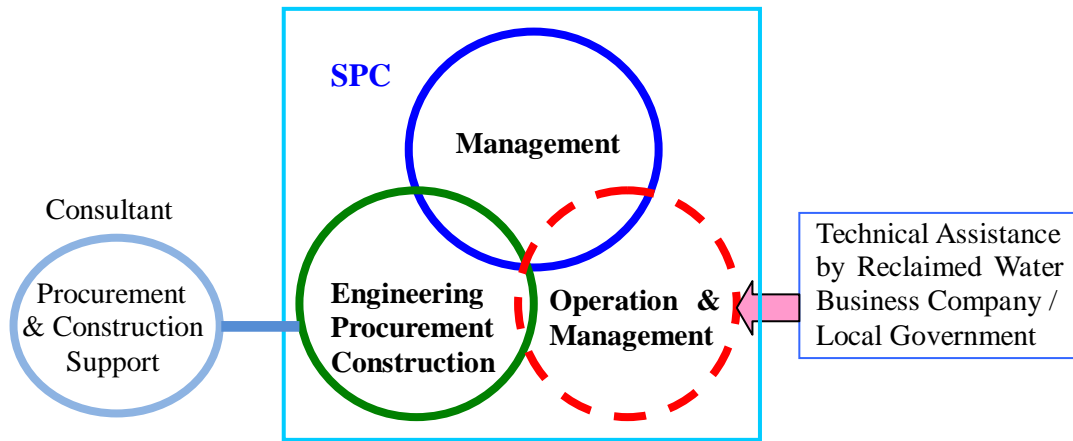 SPC
Management
Consultant
Procurement
& Construction
Support
Engineering
Procurement
Construction
Operation &
Management
Technical Assistance
by Reclaimed Water
Business Company /
Local Government